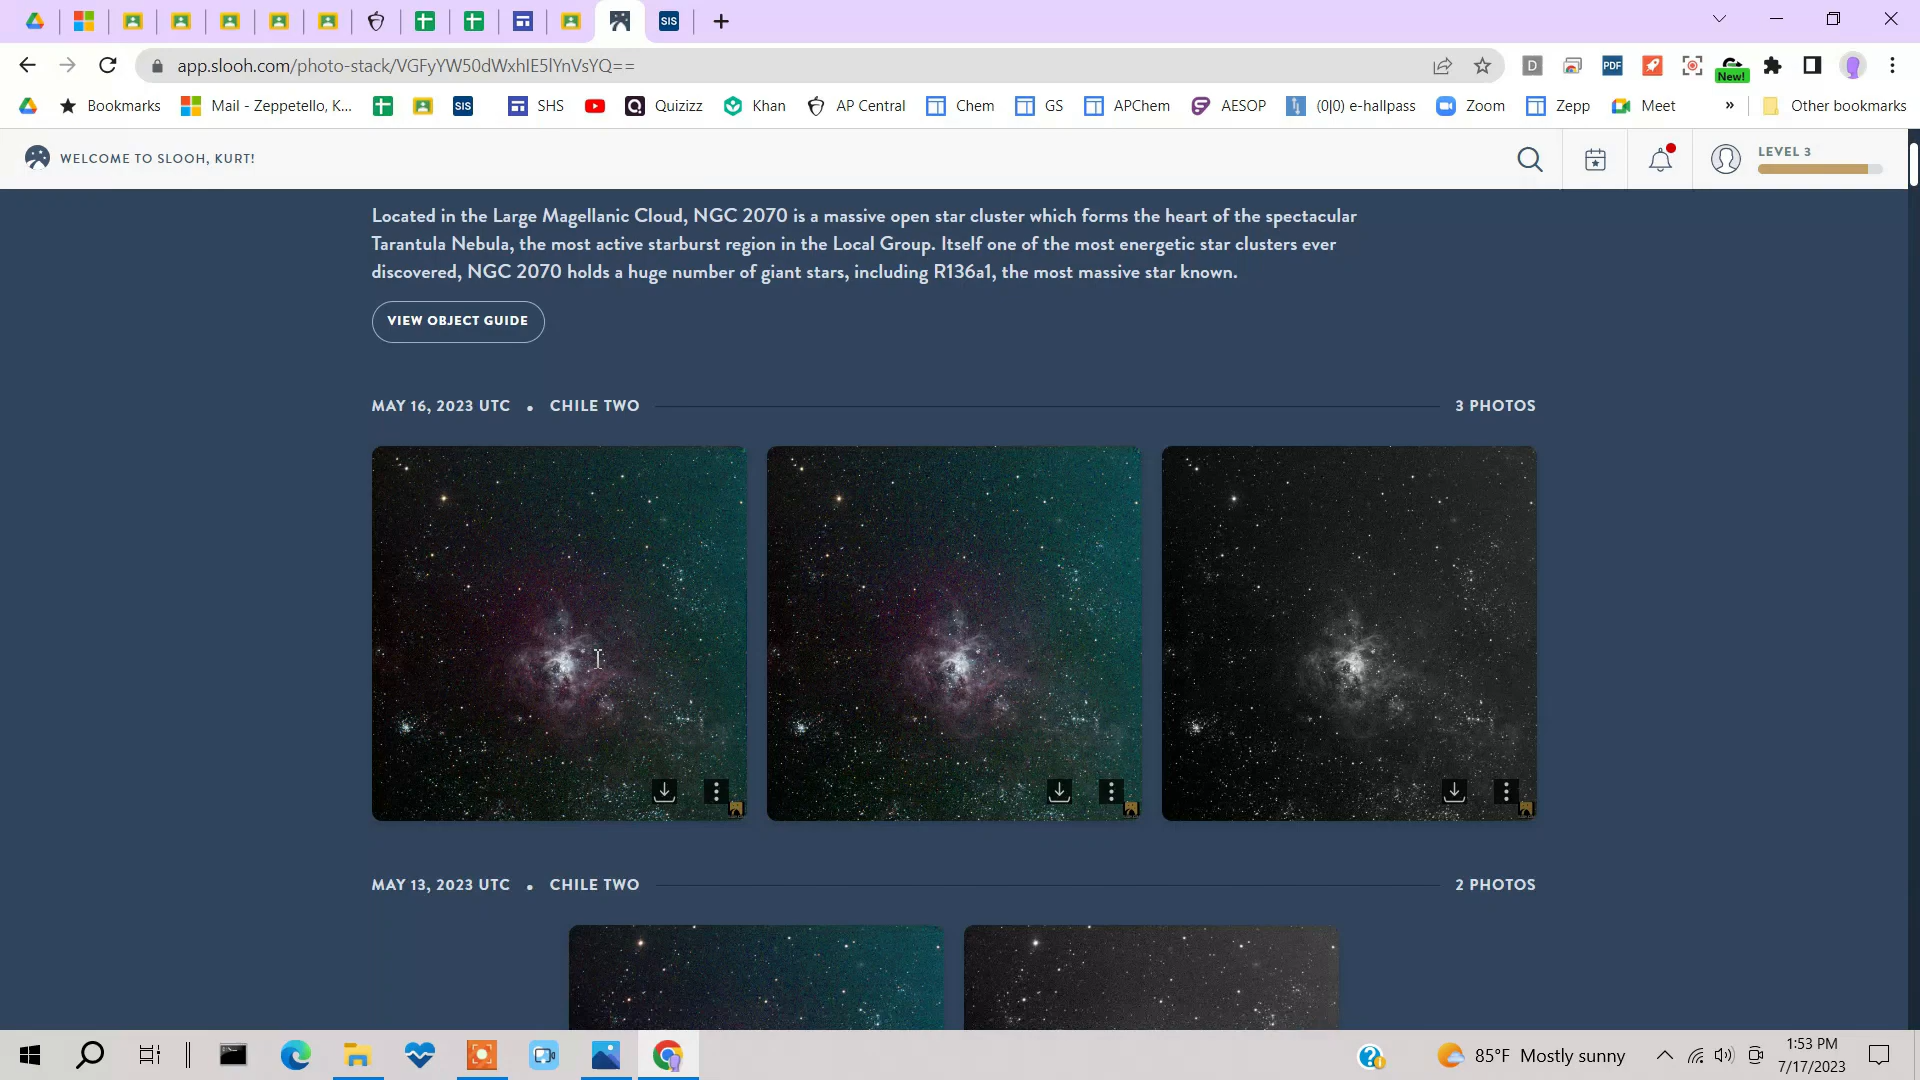 SIS
app.slooh.com/photo-stack/VGFyYW50dWxhIE5lYnVsYQ==
D
PDF
New!
Bookmarks
Mail - Zeppetello, K...
SIS
SHS
Quizizz
Khan
AP Central
Chem
GS
APChem
AESOP
(0|0) e-hallpass
Zoom
Zepp
Meet
»
Other bookmarks
WELCOME TO SLOOH, KURT!
LEVEL 3
Located in the Large Magellanic Cloud, NGC 2070 is a massive open star cluster which forms the heart of the spectacular
Tarantula Nebula, the most active starburst region in the Local Group. Itself one of the most energetic star clusters ever
discovered, NGC 2070 holds a huge number of giant stars, including R136a1, the most massive star known.
VIEW OBJECT GUIDE
MAY 16, 2023 UTC • CHILE TWO 3 PHOTOS
MAY 13, 2023 UTC • CHILE TWO 2 PHOTOS
85°F Mostly sunny
1:53 PM
7/17/2023